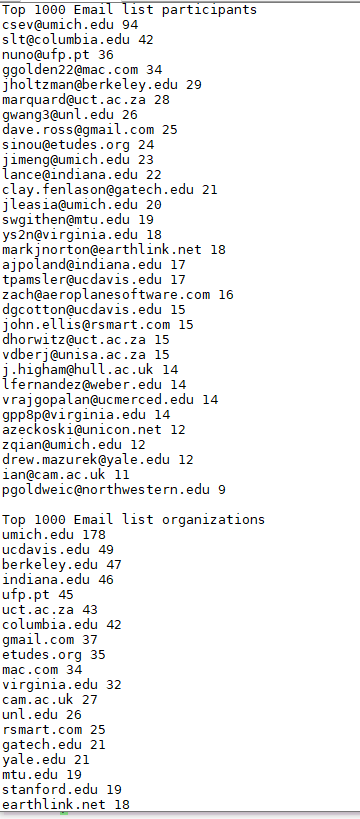 Top 1000 Email list participants
csev@umich.edu 94
slt@columbia.edu 42
nuno@ufp.pt 36
ggolden22@mac.com 34
jholtzman@berkeley.edu 29
marquard@uct.ac.za 28
gwang3@unl.edu 26
dave.ross@gmail.com 25
sinou@etudes.org 24
jimeng@umich.edu 23
lance@indiana.edu 22
clay.fenlason@gatech.edu 21
jleasia@umich.edu 20
swgithen@mtu.edu 19
ys2n@virginia.edu 18
markjnorton@earthlink.net 18
ajpoland@indiana.edu 17
tpamsler@ucdavis.edu 17
zach@aeroplanesoftware.com 16
dgcotton@ucdavis.edu 15
john.ellis@rsmart.com 15
dhorwitz@uct.ac.za 15
vdberj@unisa.ac.za 15
j.higham@hull.ac.uk 14
lfernandez@weber.edu 14
vrajgopalan@ucmerced.edu 14
gpp8p@virginia.edu 14
azeckoski@unicon.net 12
zqian@umich.edu 12
drew.mazurek@yale.edu 12
ian@cam.ac.uk 11
pgoldweic@northwestern.edu 9

Top 1000 Email list organizations
umich.edu 178
ucdavis.edu 49
berkeley.edu 47
indiana.edu 46
ufp.pt 45
uct.ac.za 43
columbia.edu 42
gmail.com 37
etudes.org 35
mac.com 34
virginia.edu 32
cam.ac.uk 27
unl.edu 26
rsmart.com 25
gatech.edu 21
yale.edu 21
mtu.edu 19
stanford.edu 19
earthlink.net 18